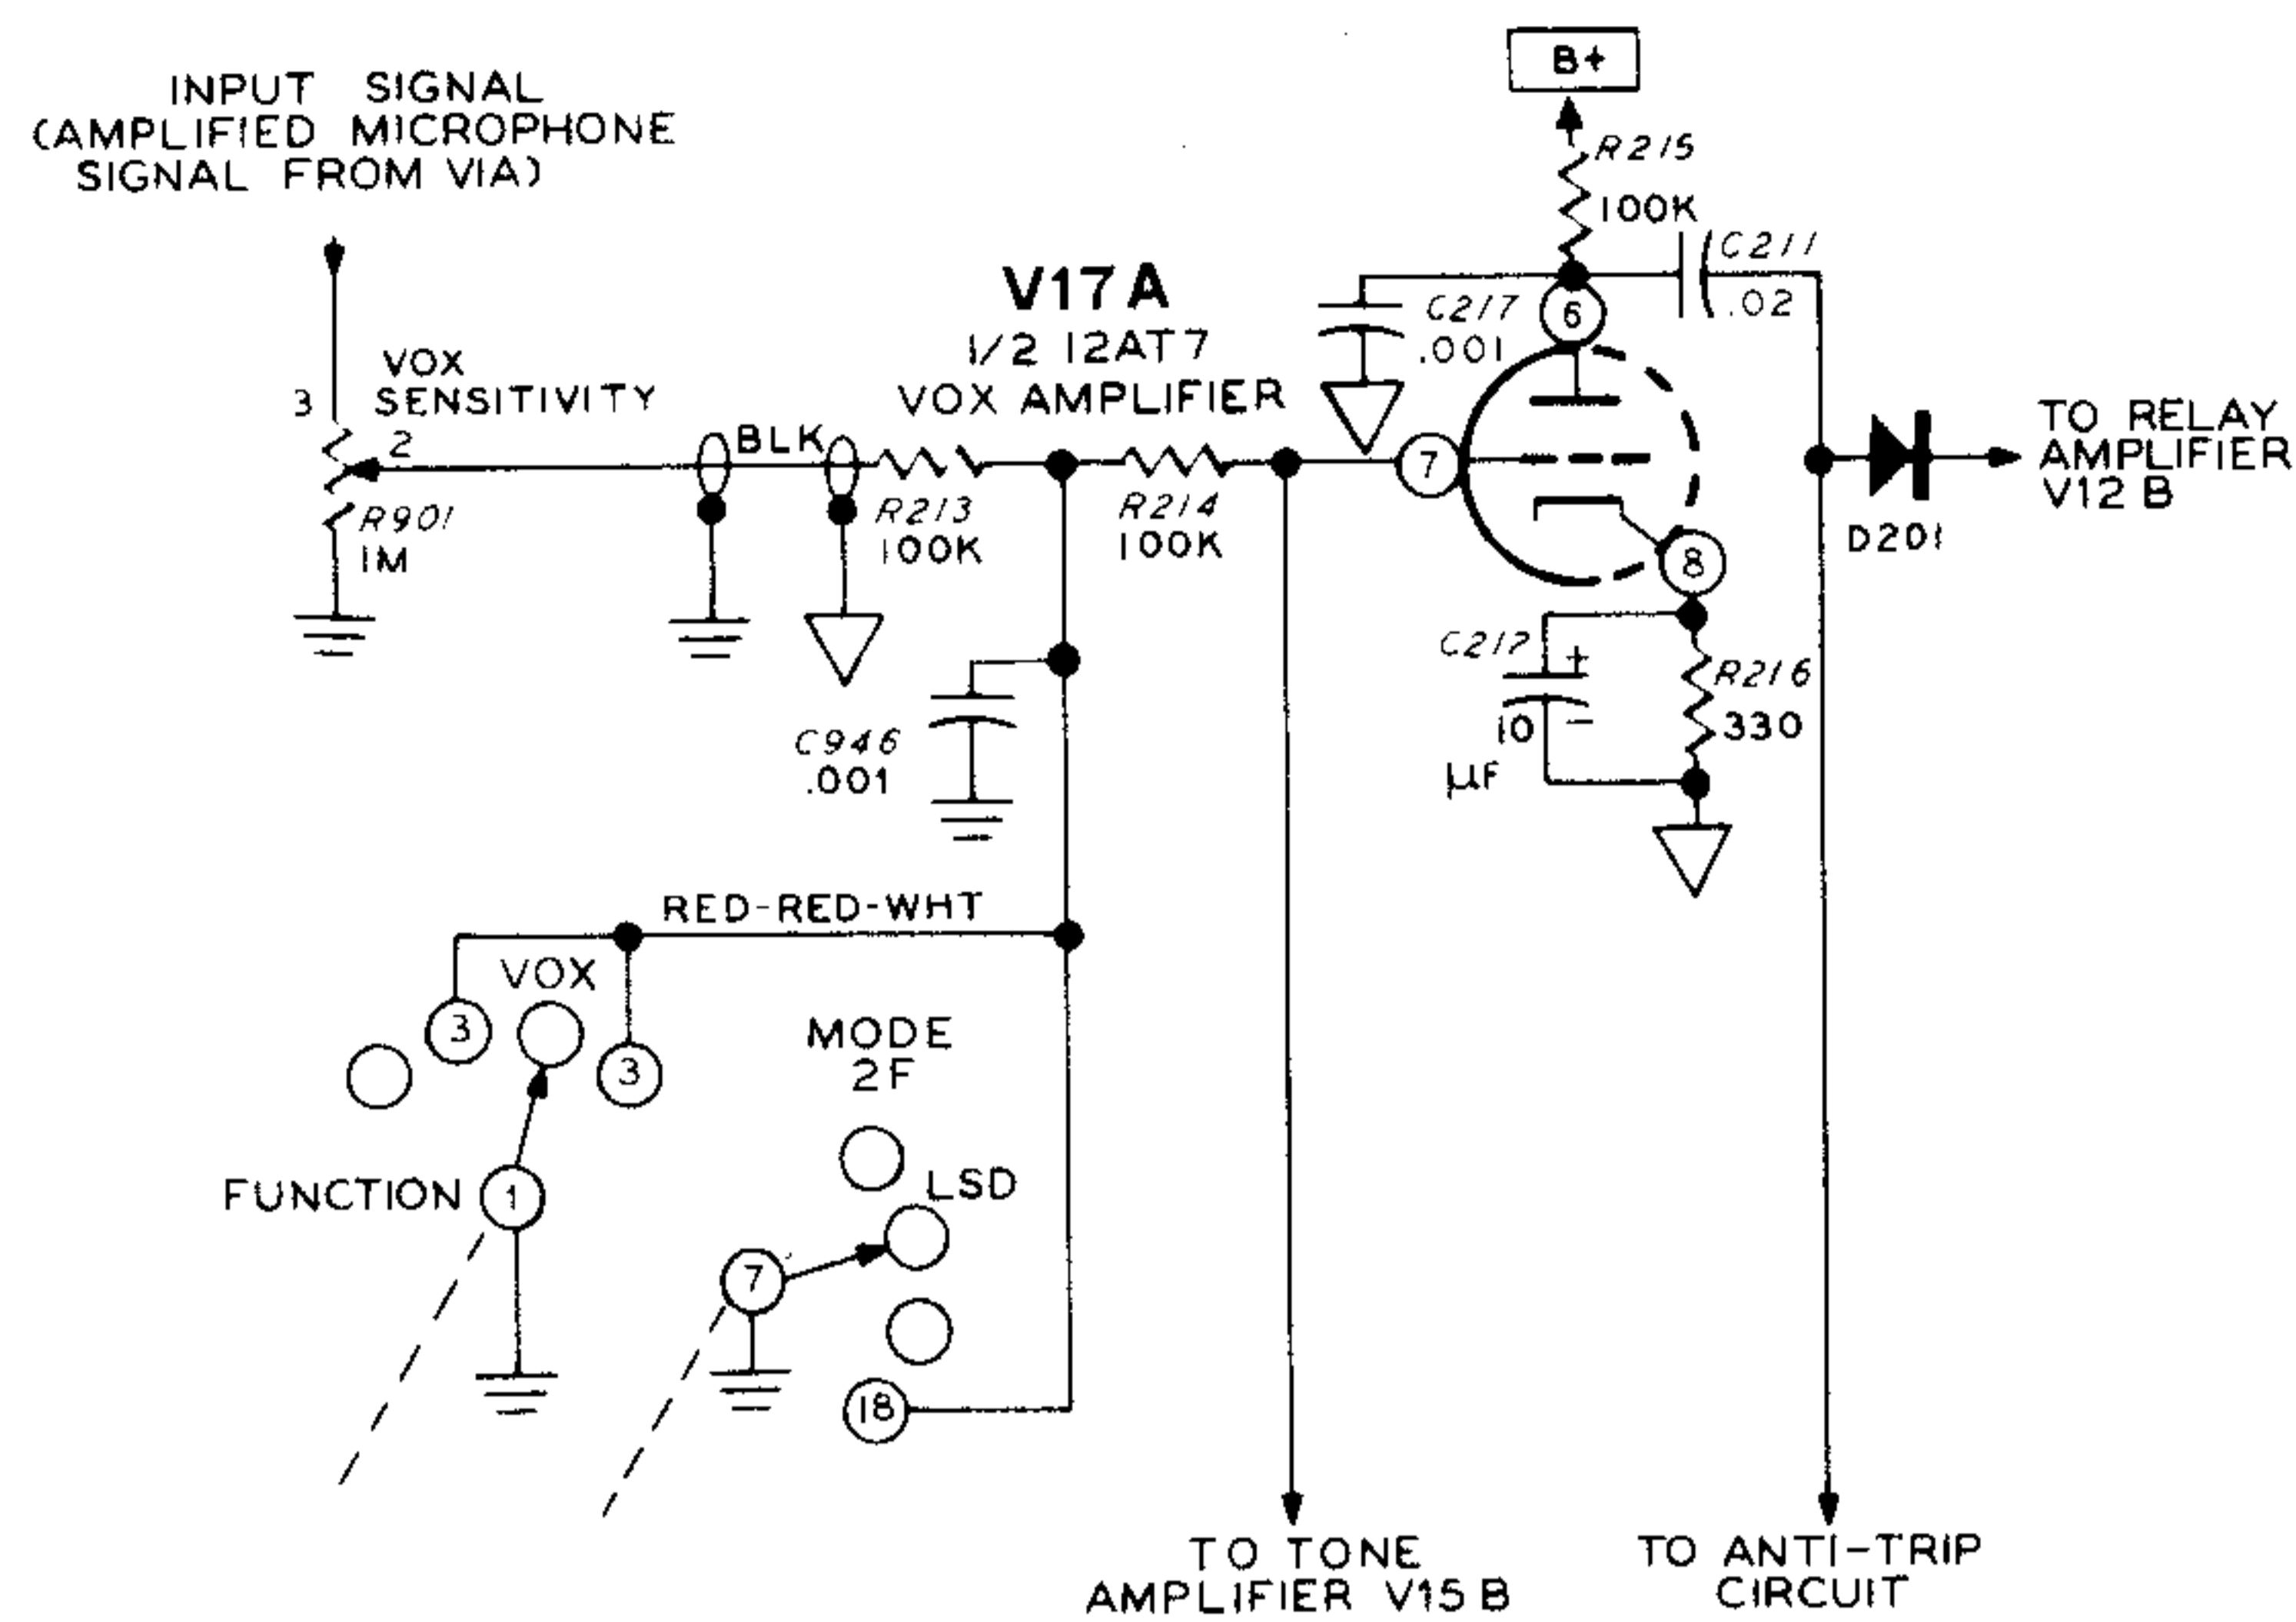 INPUT SIGNAL
(AMPLIFIED MICROPHONE
SIGNAL FROM V1A)
B+
R215
100K
C211
.02
V17A
1/2 12AT7
VOX AMPLIFIER
C217
.001
6
3
VOX
SENSITIVITY
2
R901
1M
BLK
R213
100K
R214
100K
7
8
TO RELAY
AMPLIFIER
V12B
D201
C212
+
10 -
µF
R216
330
C946
.001
RED-RED-WHT
VOX
3
3
MODE
2F
LSD
FUNCTION
1
7
18
TO TONE
AMPLIFIER V15B
TO ANTI-TRIP
CIRCUIT